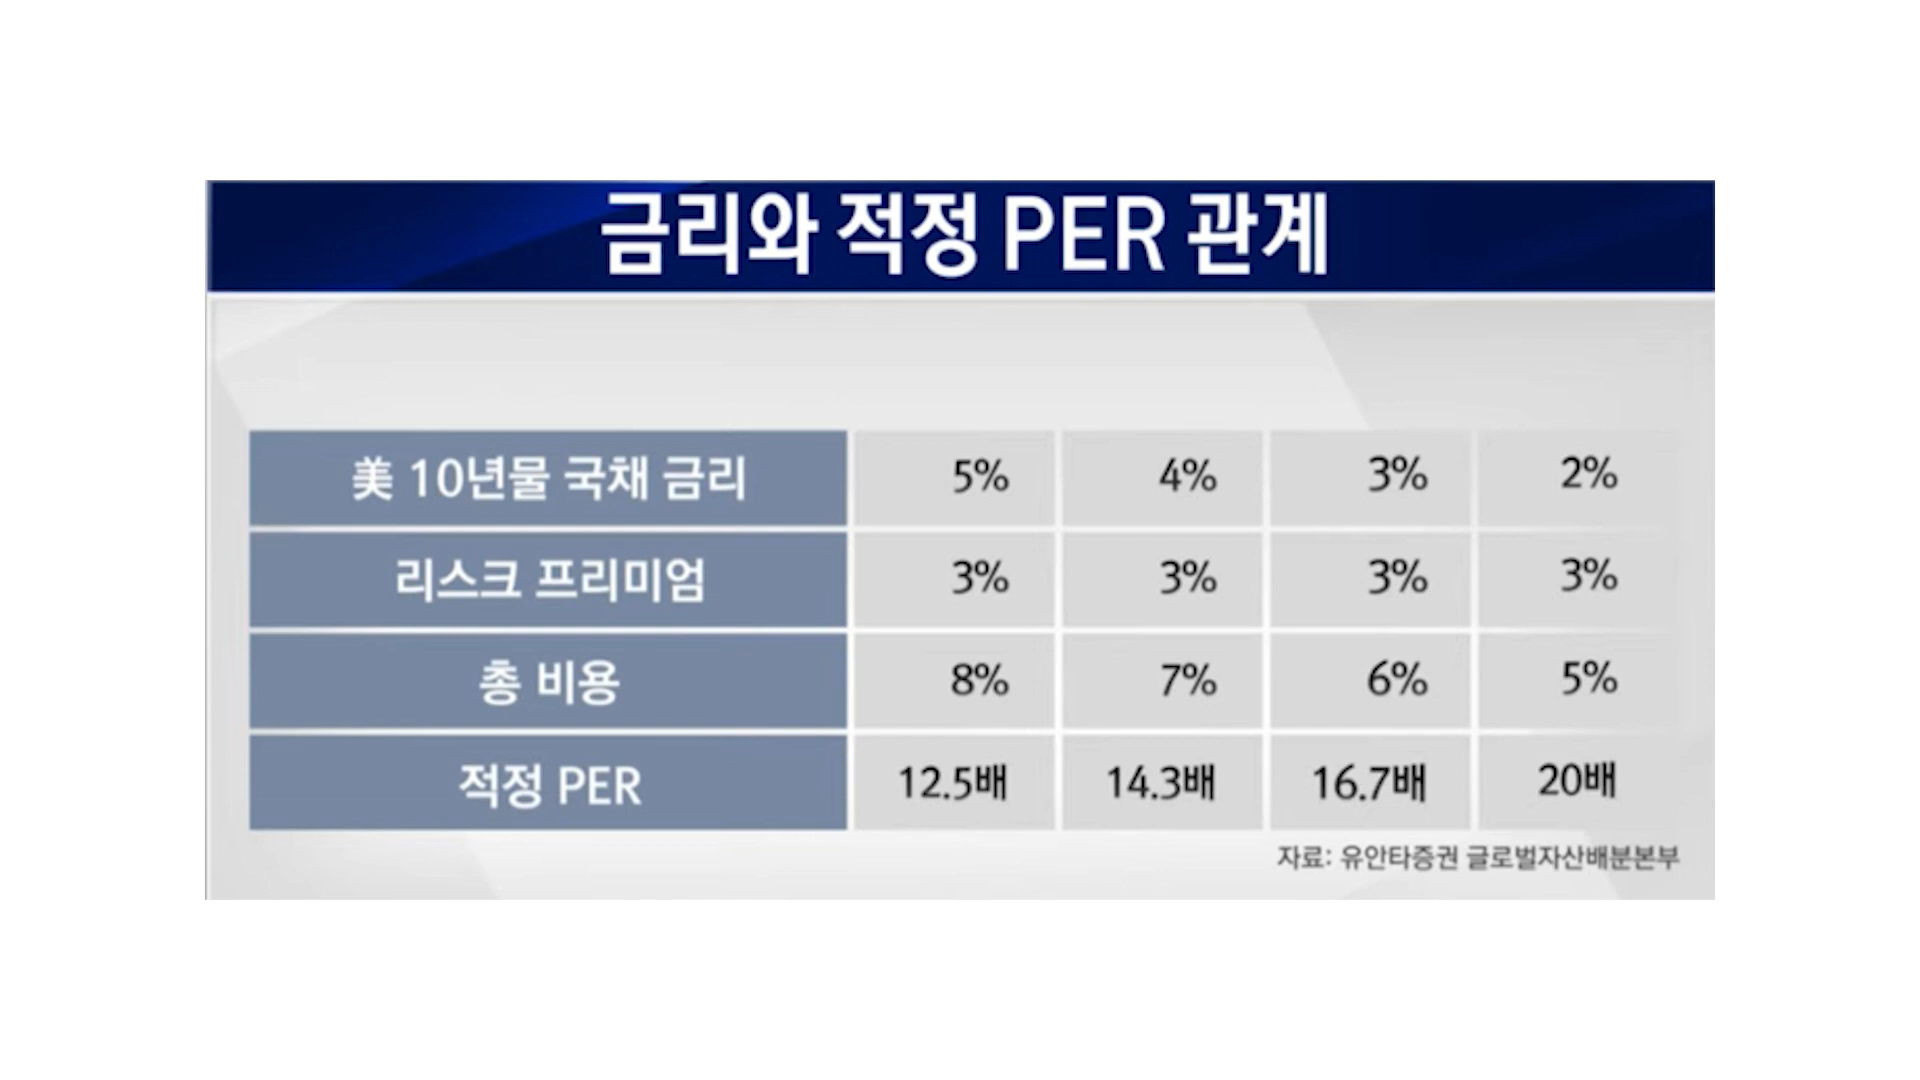 금리와 적정 PER 관계
美 10년물 국채 금리 5% 4% 3% 2%
리스크 프리미엄 3% 3% 3% 3%
총 비용 8% 7% 6% 5%
적정 PER 12.5배 14.3배 16.7배 20배
자료: 유안타증권 글로벌자산배분본부